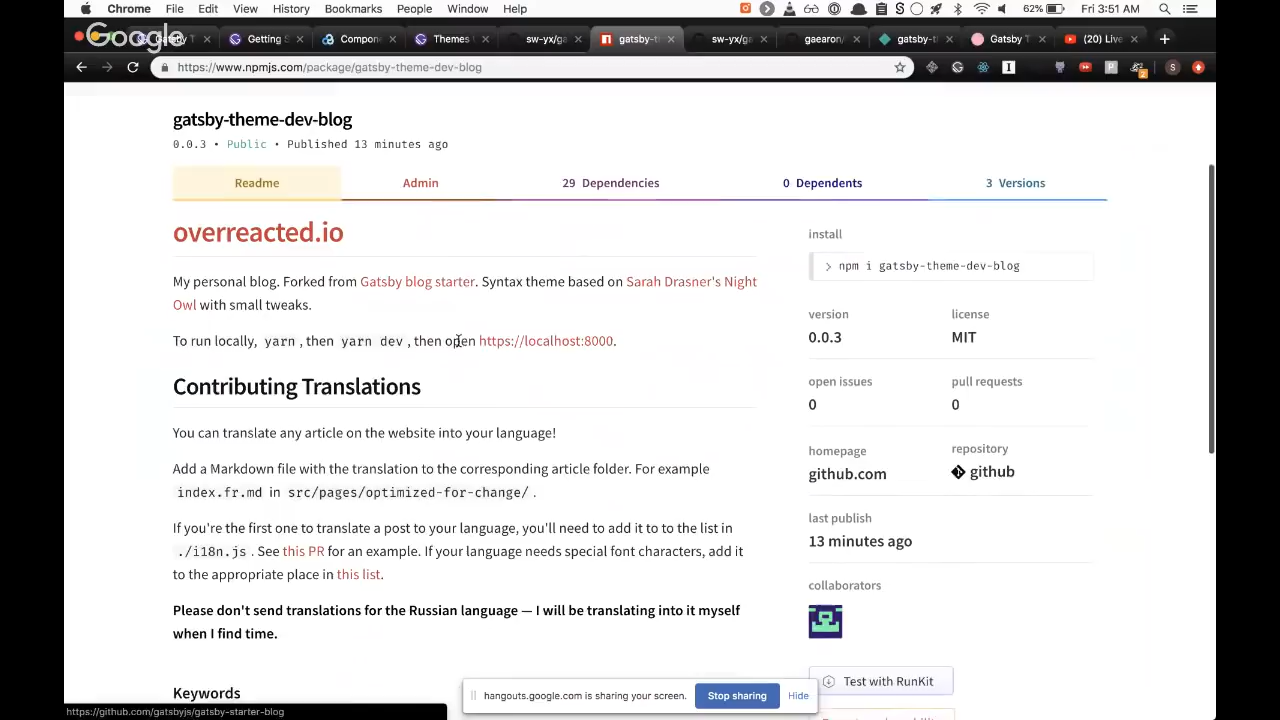 Chrome File Edit View History Bookmarks People Window Help 62% Fri 3:51 AM
Google
Getting S Compone Themes sw-yx/ga gatsby-th sw-yx/ga gaearon/ gatsby-t Gatsby T (20) Live
https://www.npmjs.com/package/gatsby-theme-dev-blog
gatsby-theme-dev-blog
0.0.3 • Public • Published 13 minutes ago
Readme Admin 29 Dependencies 0 Dependents 3 Versions
overreacted.io
My personal blog. Forked from Gatsby blog starter. Syntax theme based on Sarah Drasner's Night
Owl with small tweaks.
To run locally, yarn , then yarn dev , then open https://localhost:8000.
Contributing Translations
You can translate any article on the website into your language!
Add a Markdown file with the translation to the corresponding article folder. For example
index.fr.md in src/pages/optimized-for-change/ .
If you're the first one to translate a post to your language, you'll need to add it to to the list in
./i18n.js . See this PR for an example. If your language needs special font characters, add it
to the appropriate place in this list.
Please don't send translations for the Russian language — I will be translating into it myself
when I find time.
Keywords
install
npm i gatsby-theme-dev-blog
version license
0.0.3 MIT
open issues pull requests
0 0
homepage repository
github.com github
last publish
13 minutes ago
collaborators
Test with RunKit
hangouts.google.com is sharing your screen. Stop sharing Hide
https://github.com/gatsbyjs/gatsby-starter-blog